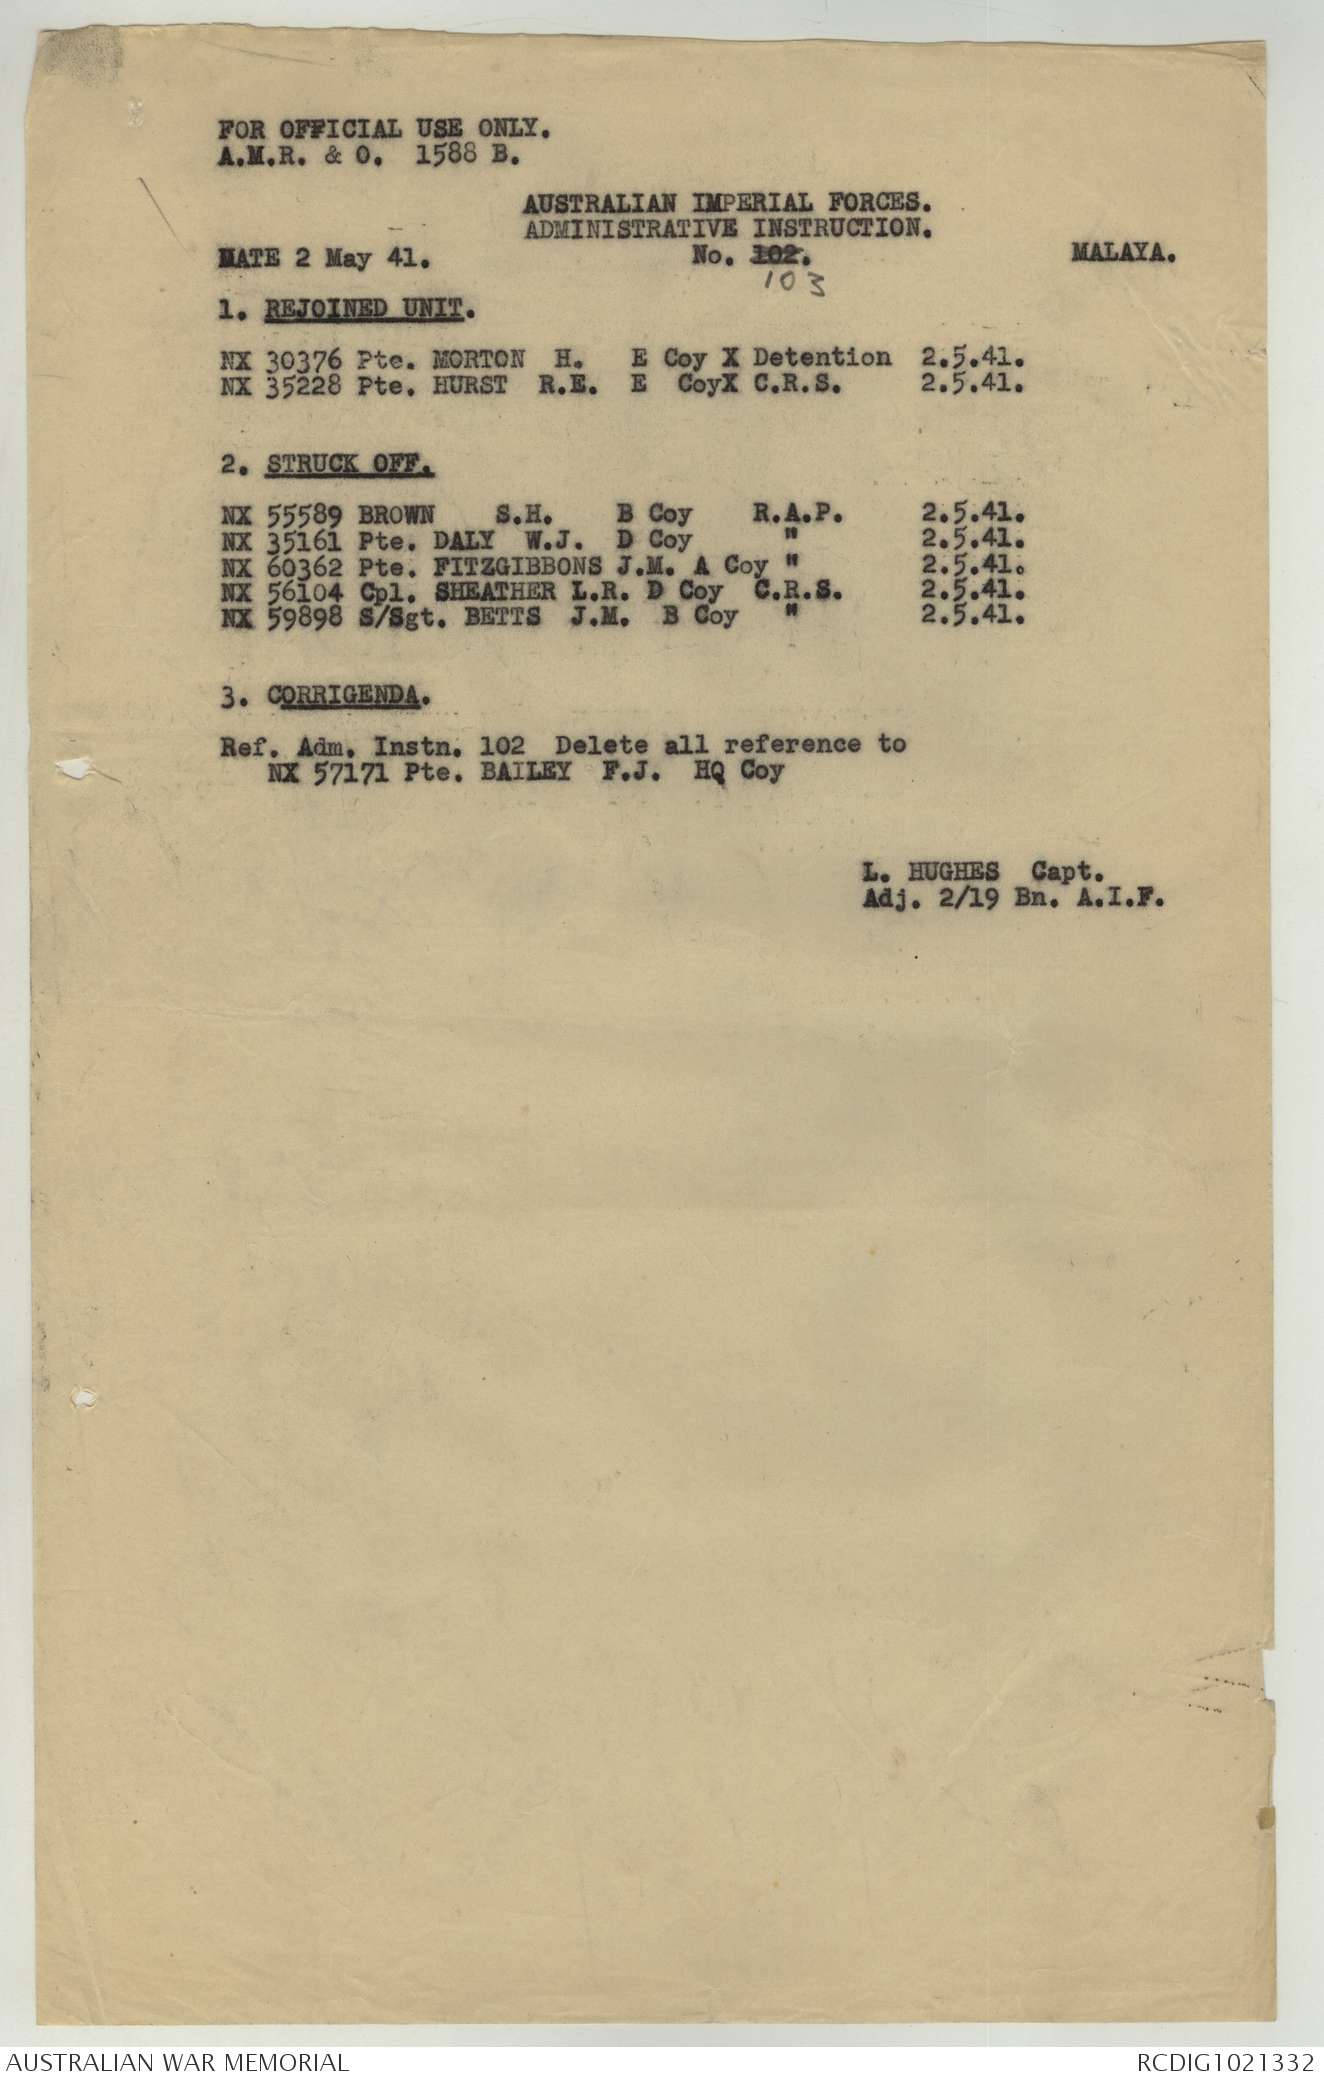 FOR OFFICIAL USE ONLY.
A.M.R. & O. 1588 B.
AUSTRALIAN IMPERIAL FORCES.
ADMINISTRATIVE INSTRUCTION.
DATE 2 May 41. No. 102. MALAYA.
103
1. REJOINED UNIT.
NX 30376 Pte. MORTON H. E Coy X Detention 2.5.41.
NX 35228 Pte. HURST R.E. E CoyX C.R.S. 2.5.41.
2. STRUCK OFF.
NX 55589 BROWN S.H. B Coy R.A.P. 2.5.41.
NX 35161 Pte. DALY W.J. D Coy " 2.5.41.
NX 60362 Pte. FITZGIBBONS J.M. A Coy " 2.5.41.
NX 56104 Cpl. SHEATHER L.R. D Coy C.R.S. 2.5.41.
NX 59898 S/Sgt. BETTS J.M. B Coy " 2.5.41.
3. CORRIGENDA.
Ref. Adm. Instn. 102 Delete all reference to
NX 57171 Pte. BAILEY F.J. HQ Coy
L. HUGHES Capt.
Adj. 2/19 Bn. A.I.F.
AUSTRALIAN WAR MEMORIAL RCDIG1021332